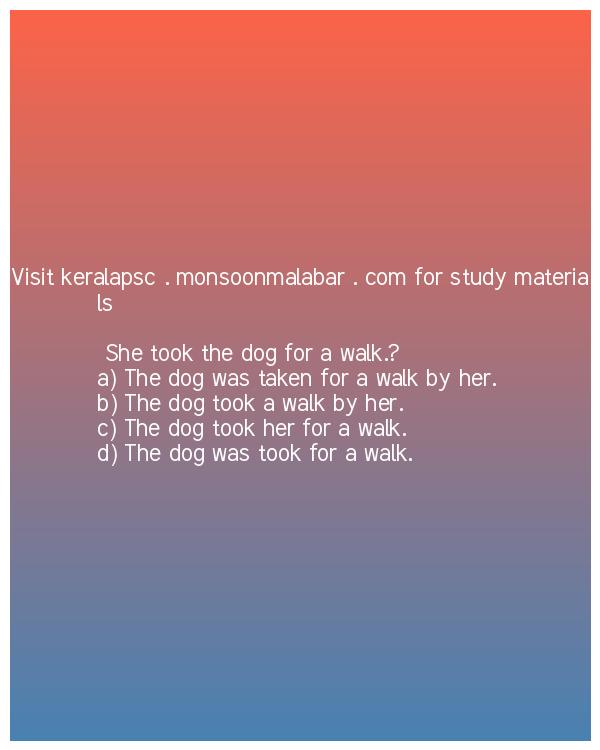 Visit keralapsc . monsoonmalabar . com for study materia
ls
She took the dog for a walk.?
a) The dog was taken for a walk by her.
b) The dog took a walk by her.
c) The dog took her for a walk.
d) The dog was took for a walk.